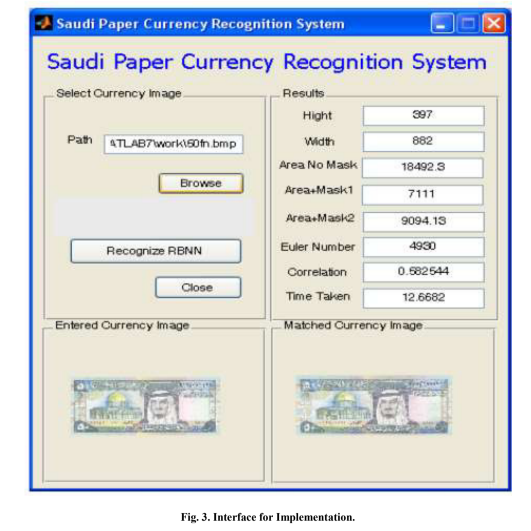 Saudi Paper Currency Recognition System
Saudi Paper Currency Recognition System
Select Currency Image
Path
\TLAB7\work\50fn.bmp
Browse
Recognize RBNN
Close
Results
Hight 397
Width 882
Area No Mask 18492.3
Area+Mask1 7111
Area+Mask2 9094.13
Euler Number 4930
Correlation 0.582544
Time Taken 12.6682
Entered Currency Image
Matched Currency Image
Fig. 3. Interface for Implementation.